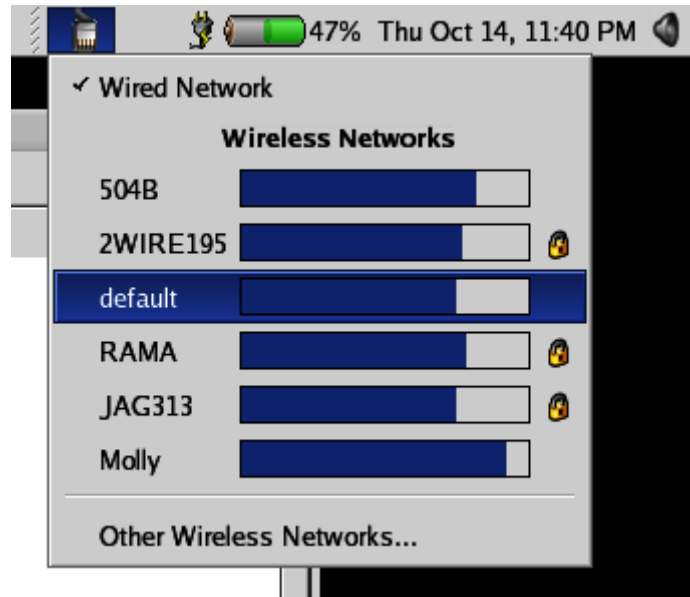 47% Thu Oct 14, 11:40 PM
Wired Network
Wireless Networks
504B
2WIRE195
default
RAMA
JAG313
Molly
Other Wireless Networks...